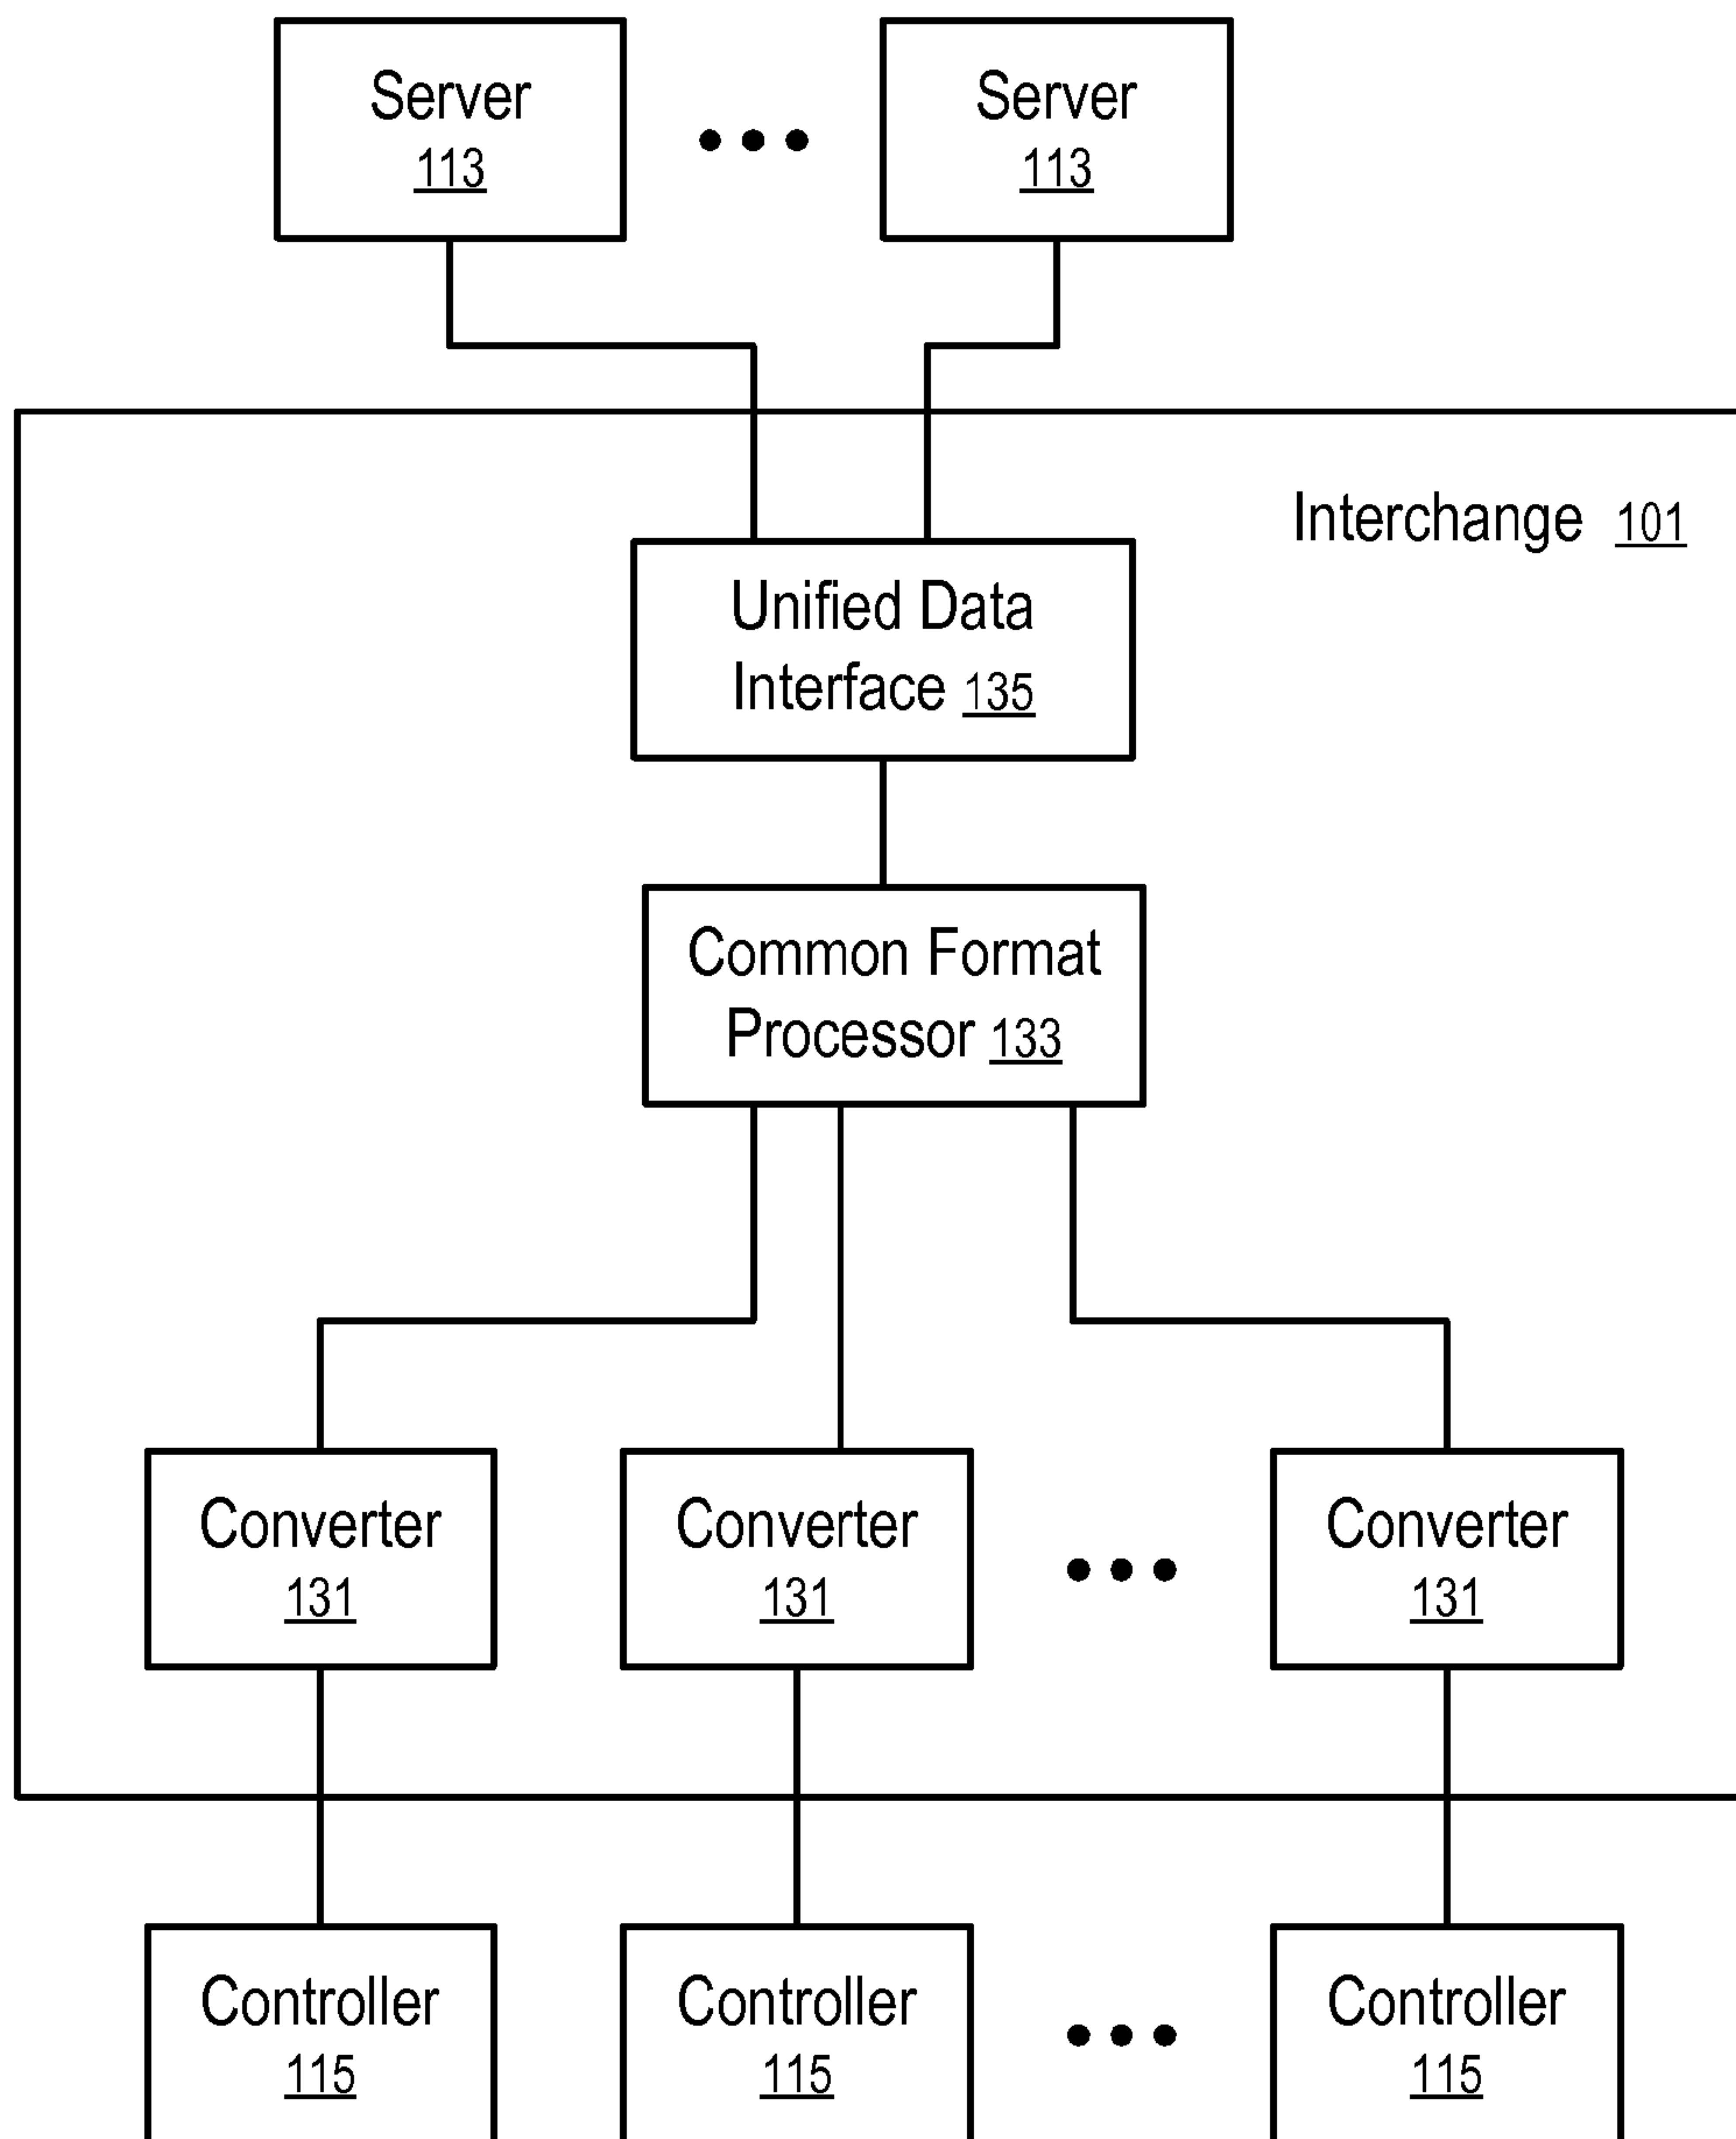 Server
113
Server
113
Interchange 101
Unified Data
Interface 135
Common Format
Processor 133
Converter
131
Converter
131
Converter
131
Controller
115
Controller
115
Controller
115